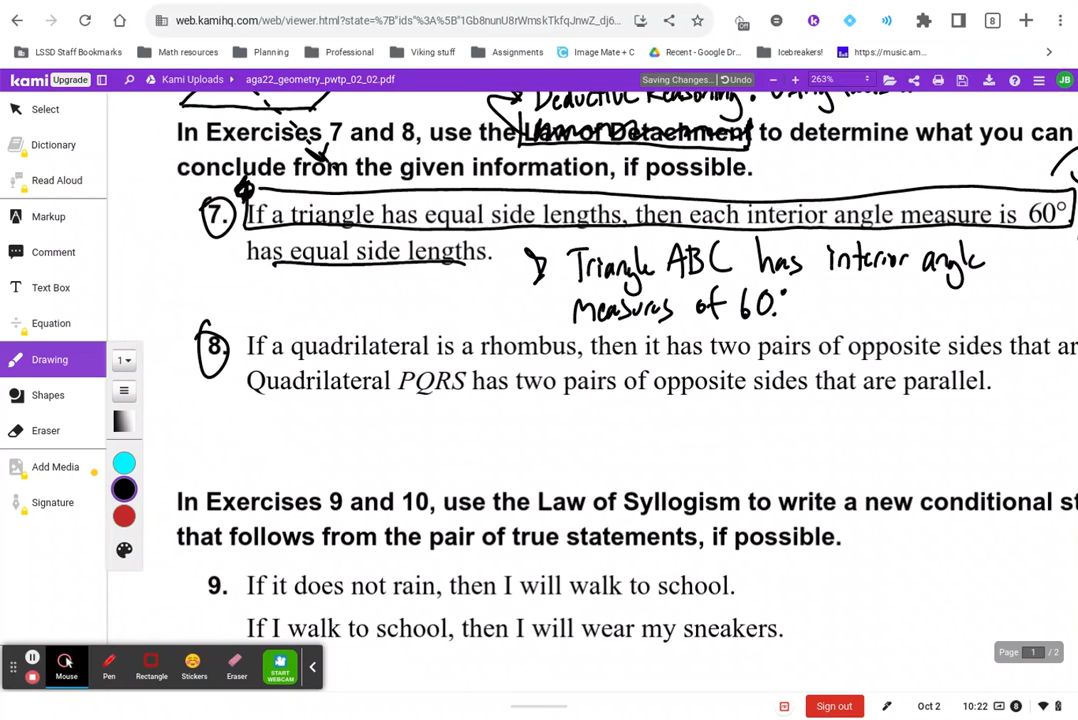 web.kamihq.com/web/viewer.html?state=%7B"ids"%3A%5B"1Gb8nunU8rWmskTkfqJnwZ_dj6...
8
LSSD Staff Bookmarks
Math resources
Planning
Professional
Viking stuff
Assignments
Image Mate + C
Recent - Google Dr...
Icebreakers!
https://music.am...
kami
Upgrade
Kami Uploads
aga22_geometry_pwtp_02_02.pdf
Saving Changes...
Undo
263%
JB
Select
Dictionary
Read Aloud
Markup
Comment
Text Box
Equation
Drawing
Shapes
Eraser
Add Media
Signature
1
Deductive Reasoning: Using
In Exercises 7 and 8, use the Law of Detachment to determine what you can
conclude from the given information, if possible.
7. If a triangle has equal side lengths, then each interior angle measure is 60°.
has equal side lengths.
Triangle ABC has interior angle
measures of 60°
8. If a quadrilateral is a rhombus, then it has two pairs of opposite sides that ar
Quadrilateral PQRS has two pairs of opposite sides that are parallel.
In Exercises 9 and 10, use the Law of Syllogism to write a new conditional st
that follows from the pair of true statements, if possible.
9. If it does not rain, then I will walk to school.
If I walk to school, then I will wear my sneakers.
Page 1 / 2
Mouse
Pen
Rectangle
Stickers
Eraser
START
WEBCAM
Sign out
Oct 2
10:22
8